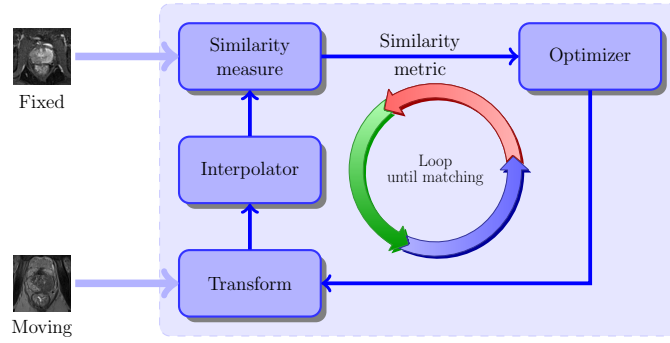 Fixed
Similarity
measure
Similarity
metric
Optimizer
Interpolator
Loop
until matching
Transform
Moving